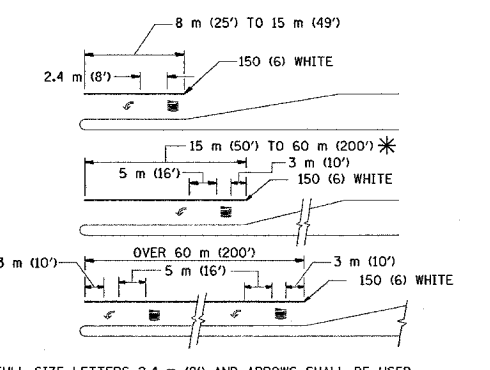 8 m (25') TO 15 m (49')
2.4 m (8')
150 (6) WHITE
15 m (50') TO 60 m (200') *
5 m (16')
3 m (10')
150 (6) WHITE
OVER 60 m (200')
3 m (10')
5 m (16')
3 m (10')
150 (6) WHITE
FULL SIZE LETTERS 2.4 m (8') AND ARROWS SHALL BE USED